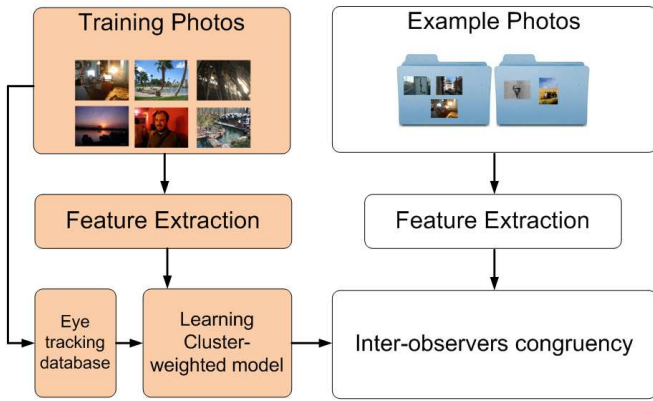 Training Photos
Example Photos
Feature Extraction
Feature Extraction
Eye
tracking
database
Learning
Cluster-
weighted model
Inter-observers congruency